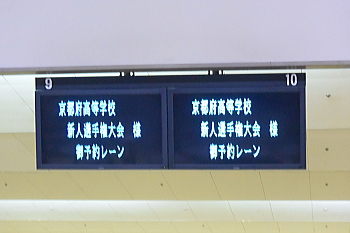 9
京都府高等学校
新人選手権大会 様
御予約レーン
10
京都府高等学校
新人選手権大会 様
御予約レーン